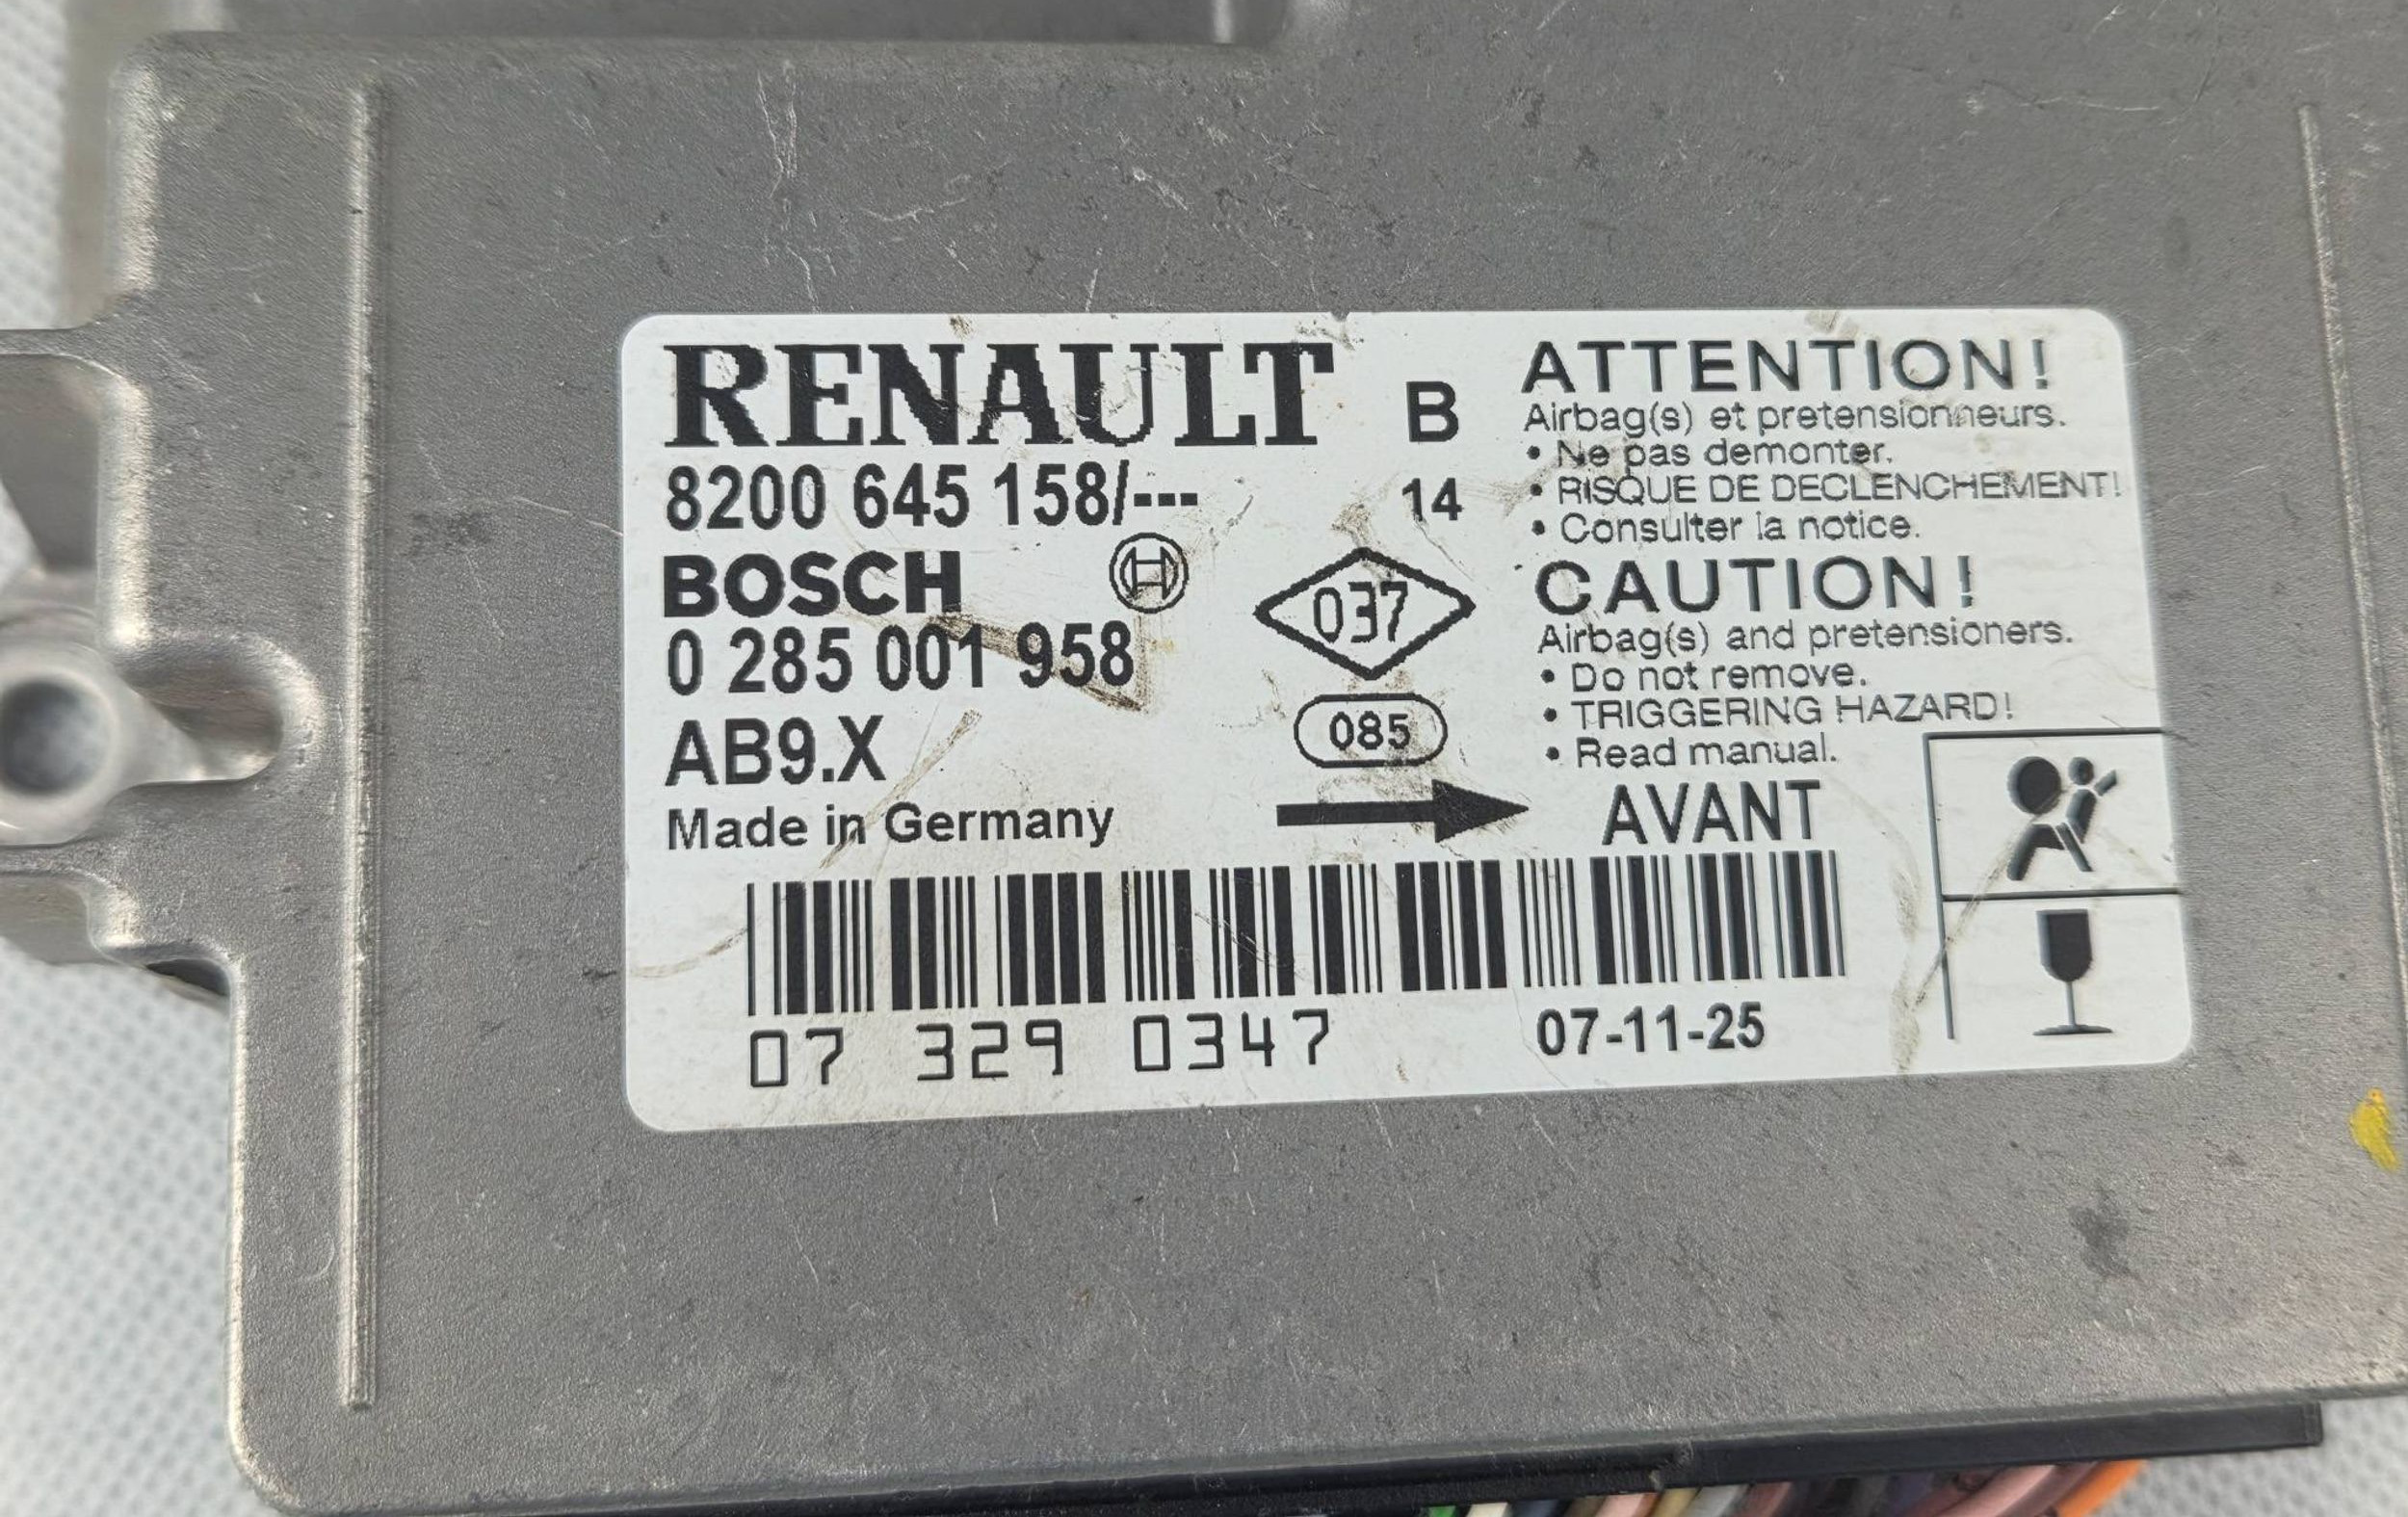 RENAULT
8200 645 158/---
BOSCH
0 285 001 958
AB9.X
Made in Germany
B
14
037
085
ATTENTION!
Airbag(s) et pretensionneurs.
• Ne pas demonter.
• RISQUE DE DECLENCHEMENT!
• Consulter la notice.
CAUTION!
Airbag(s) and pretensioners.
• Do not remove.
• TRIGGERING HAZARD!
• Read manual.
AVANT
07 329 0347
07-11-25